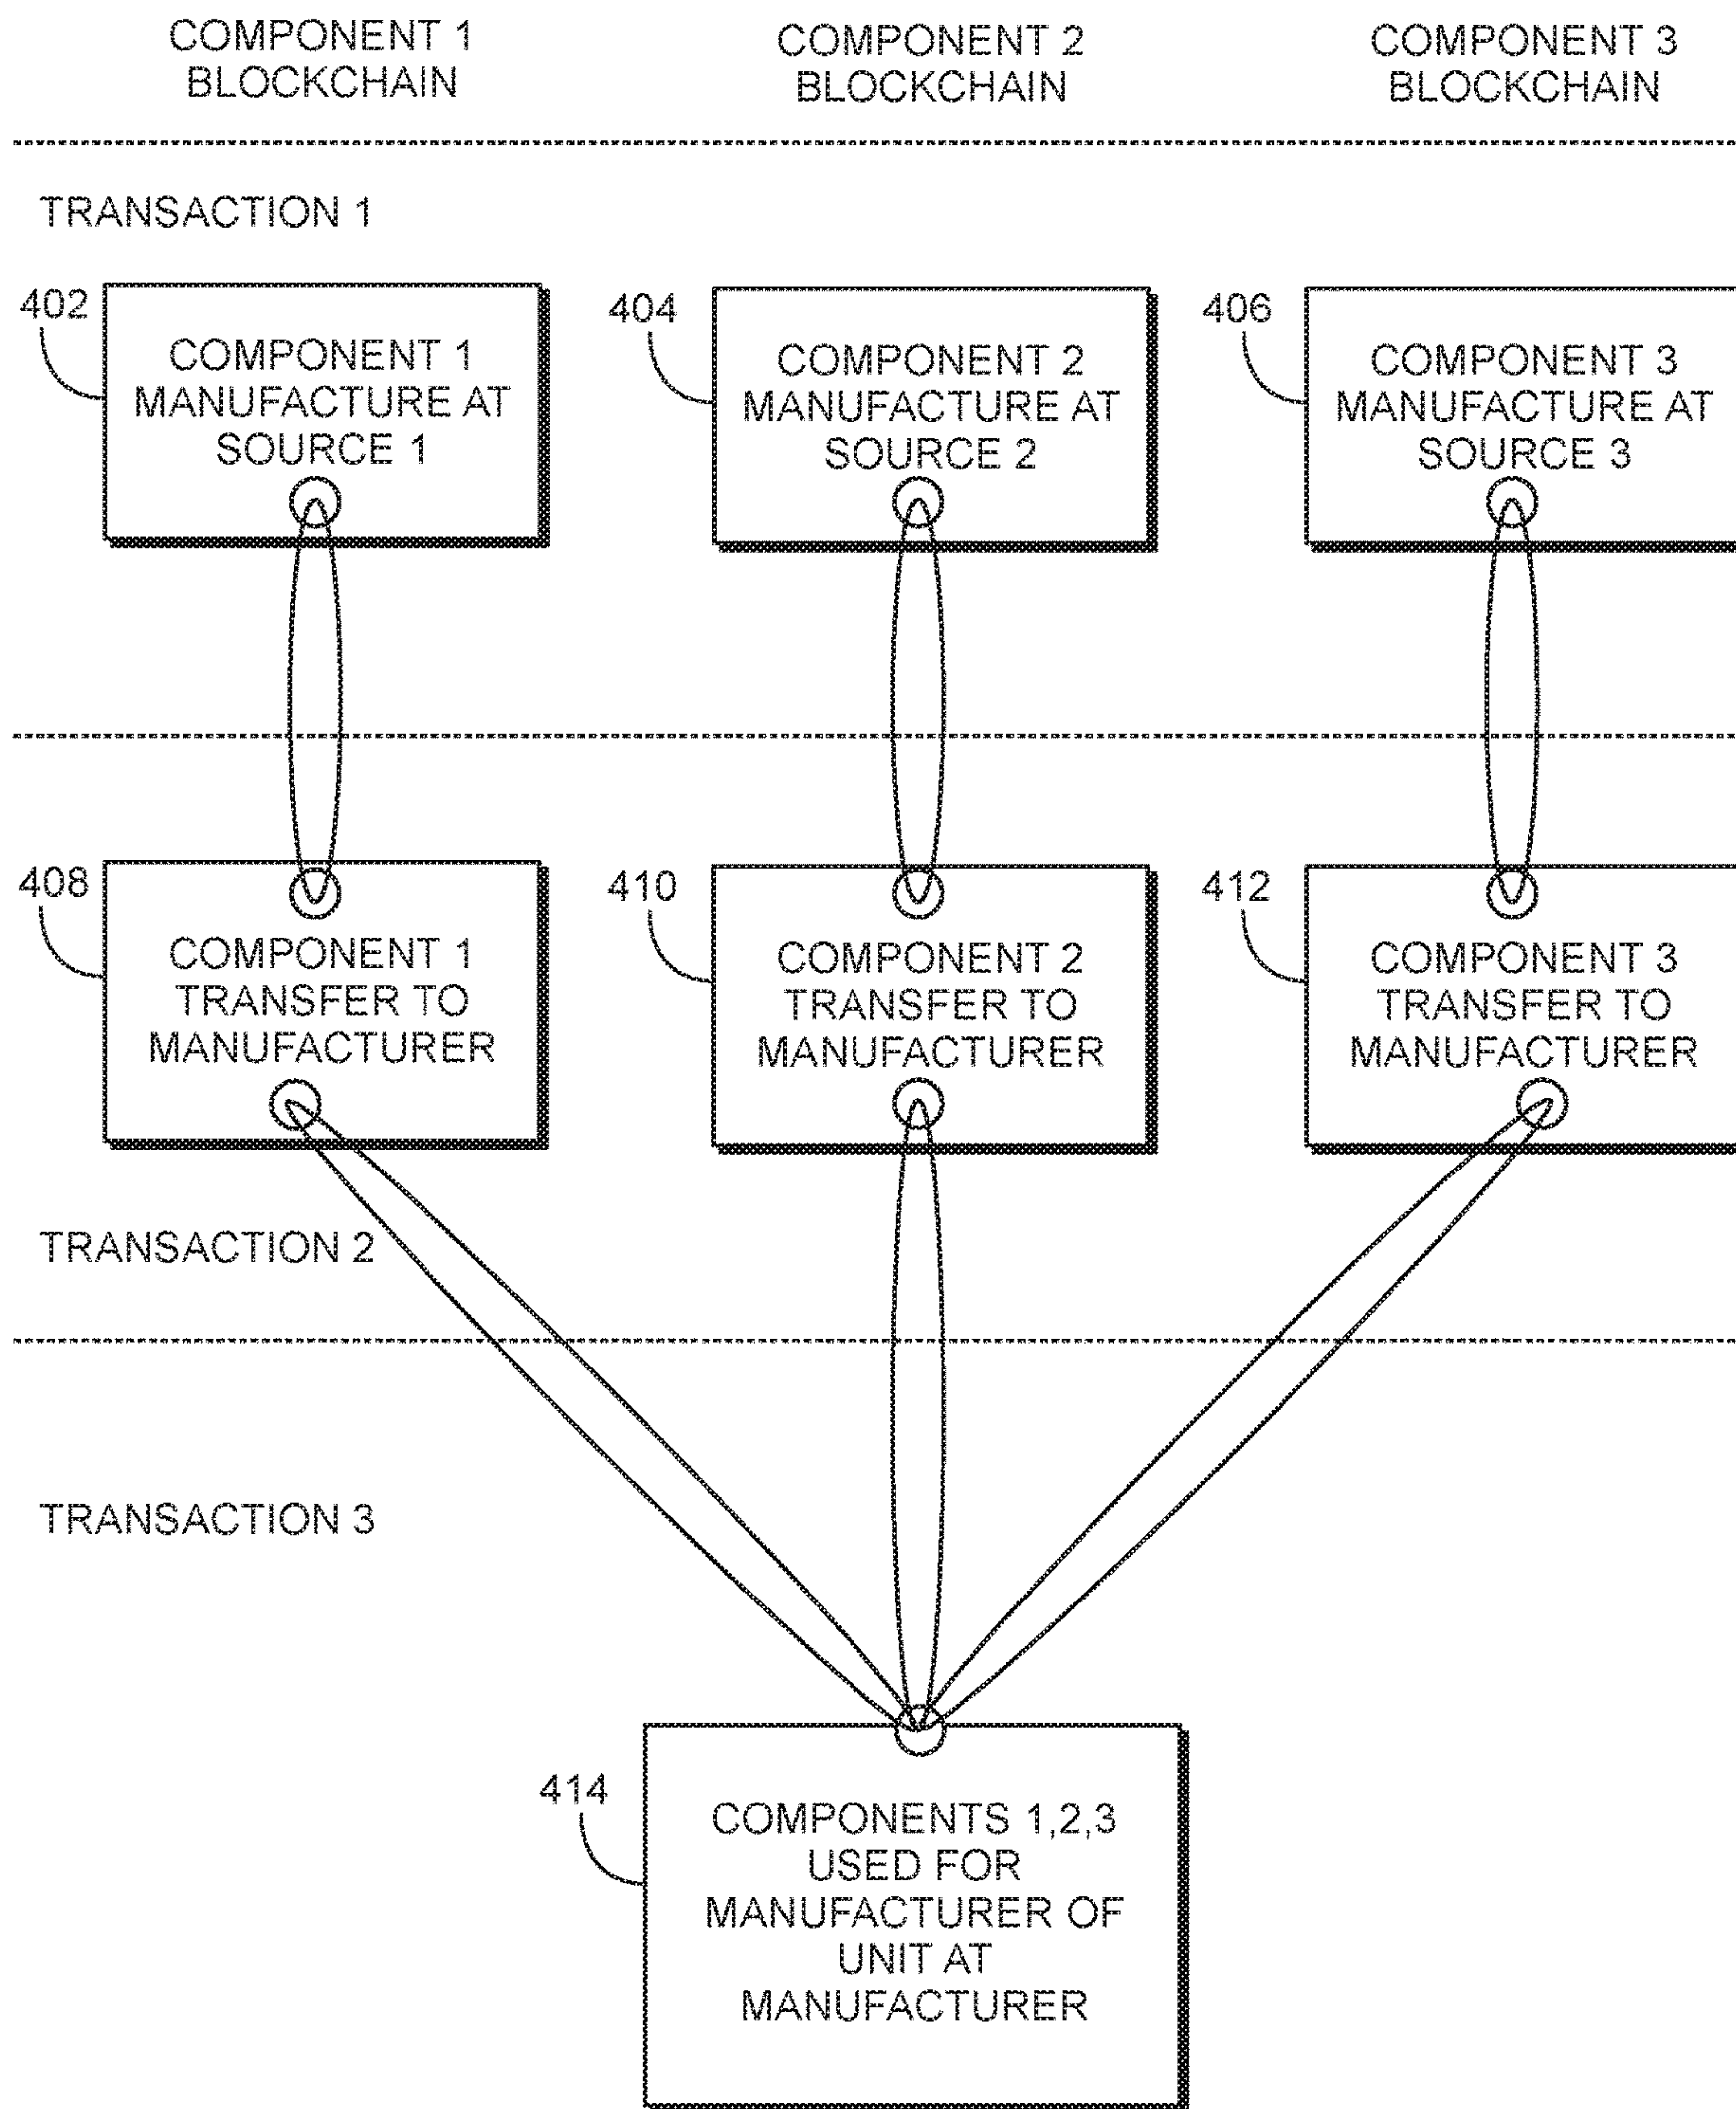 COMPONENT 1
BLOCKCHAIN
COMPONENT 2
BLOCKCHAIN
COMPONENT 3
BLOCKCHAIN
TRANSACTION 1
402
COMPONENT 1
MANUFACTURE AT
SOURCE 1
404
COMPONENT 2
MANUFACTURE AT
SOURCE 2
406
COMPONENT 3
MANUFACTURE AT
SOURCE 3
408
COMPONENT 1
TRANSFER TO
MANUFACTURER
410
COMPONENT 2
TRANSFER TO
MANUFACTURER
412
COMPONENT 3
TRANSFER TO
MANUFACTURER
TRANSACTION 2
TRANSACTION 3
414
COMPONENTS 1,2,3
USED FOR
MANUFACTURER OF
UNIT AT
MANUFACTURER